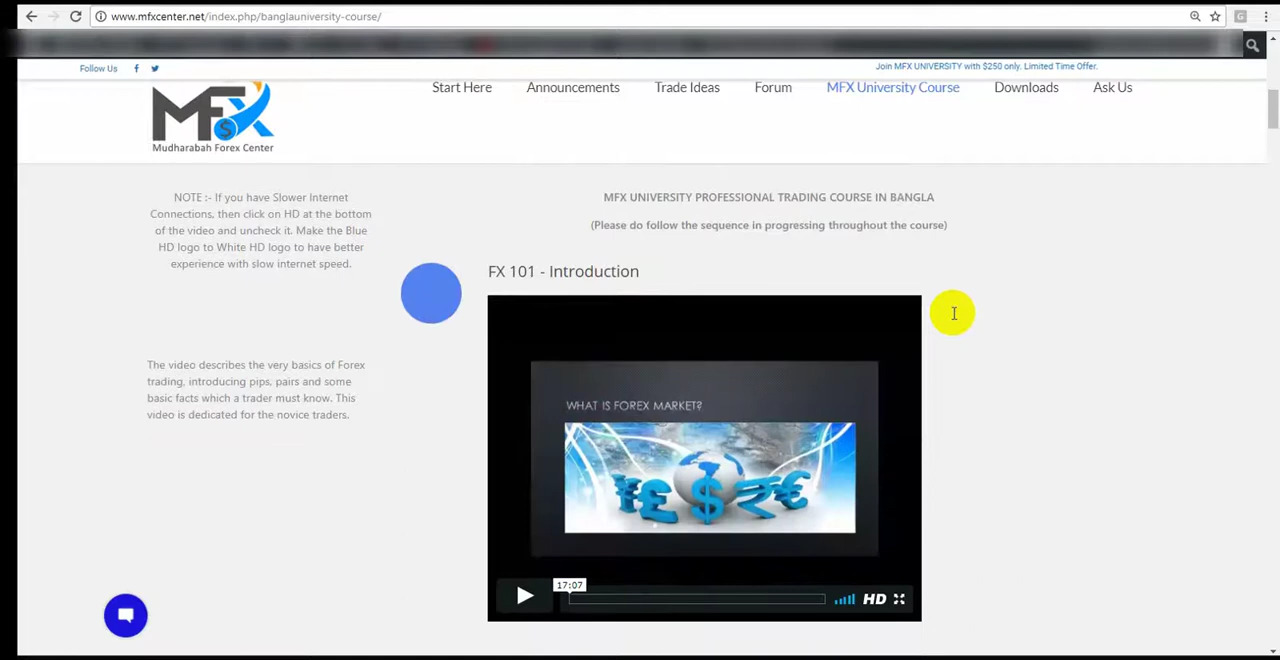 www.mfxcenter.net/index.php/banglauniversity-course/
Follow Us
Join MFX UNIVERSITY with $250 only. Limited Time Offer.
MFX
$
Mudharabah Forex Center
Start Here
Announcements
Trade Ideas
Forum
MFX University Course
Downloads
Ask Us
NOTE :- If you have Slower Internet
Connections, then click on HD at the bottom
of the video and uncheck it. Make the Blue
HD logo to White HD logo to have better
experience with slow internet speed.
The video describes the very basics of Forex
trading, introducing pips, pairs and some
basic facts which a trader must know. This
video is dedicated for the novice traders.
MFX UNIVERSITY PROFESSIONAL TRADING COURSE IN BANGLA
(Please do follow the sequence in progressing throughout the course)
FX 101 - Introduction
WHAT IS FOREX MARKET?
¥£$₹€
17:07
HD